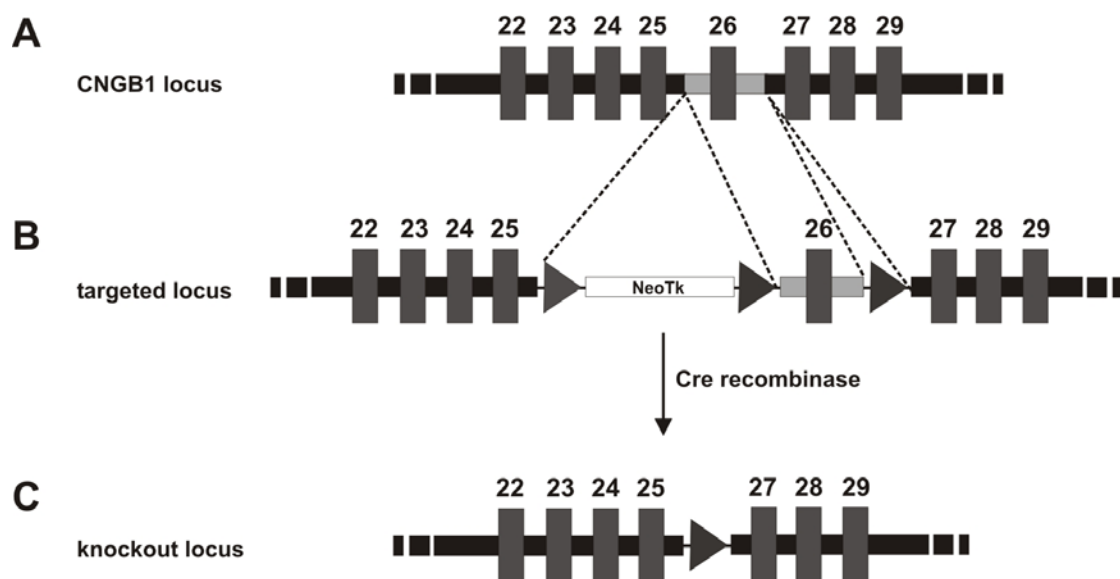 A
CNGB1 locus
22 23 24 25 26 27 28 29
B
targeted locus
22 23 24 25 26 27 28 29
NeoTk
Cre recombinase
C
knockout locus
22 23 24 25 27 28 29